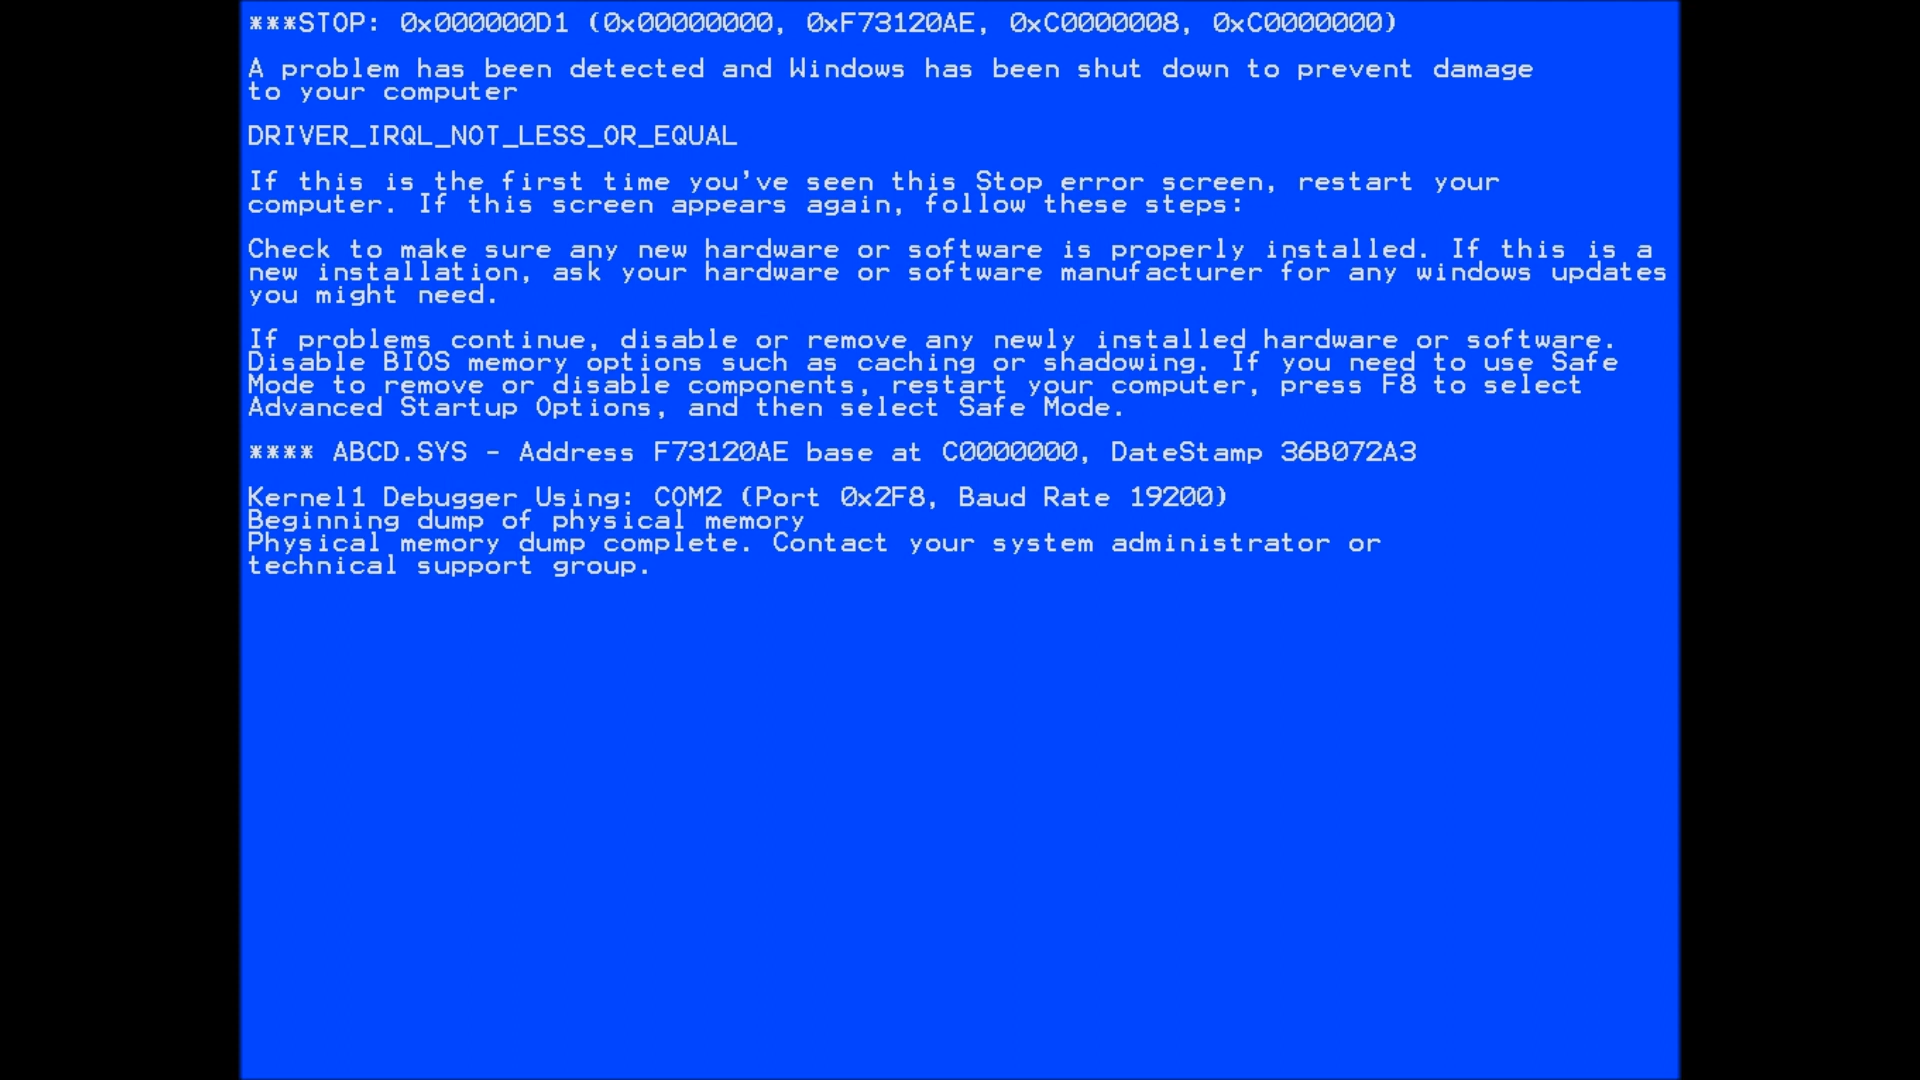 ***STOP: 0x000000D1 (0x00000000, 0xF73120AE, 0xC0000008, 0xC0000000)
A problem has been detected and Windows has been shut down to prevent damage
to your computer
DRIVER_IRQL_NOT_LESS_OR_EQUAL
If this is the first time you've seen this Stop error screen, restart your
computer. If this screen appears again, follow these steps:
Check to make sure any new hardware or software is properly installed. If this is a
new installation, ask your hardware or software manufacturer for any windows updates
you might need.
If problems continue, disable or remove any newly installed hardware or software.
Disable BIOS memory options such as caching or shadowing. If you need to use Safe
Mode to remove or disable components, restart your computer, press F8 to select
Advanced Startup Options, and then select Safe Mode.
**** ABCD.SYS - Address F73120AE base at C0000000, DateStamp 36B072A3
Kernel1 Debugger Using: COM2 (Port 0x2F8, Baud Rate 19200)
Beginning dump of physical memory
Physical memory dump complete. Contact your system administrator or
technical support group.